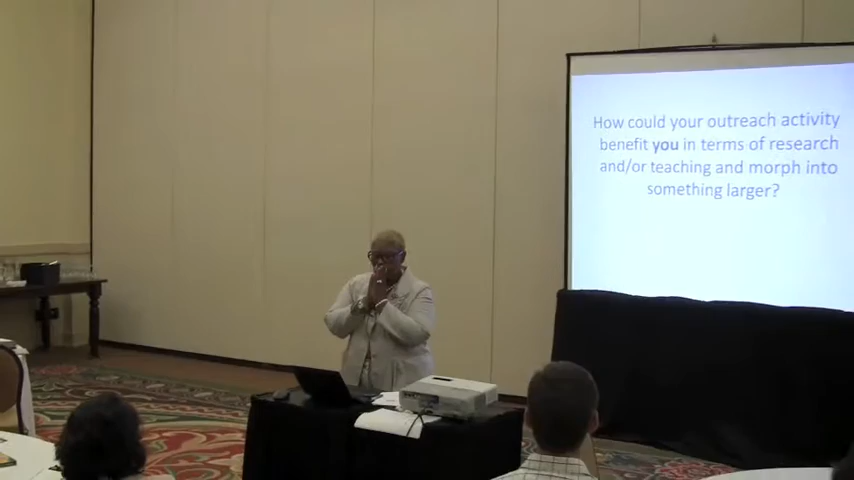 How could your outreach activity
benefit you in terms of research
and/or teaching and morph into
something larger?